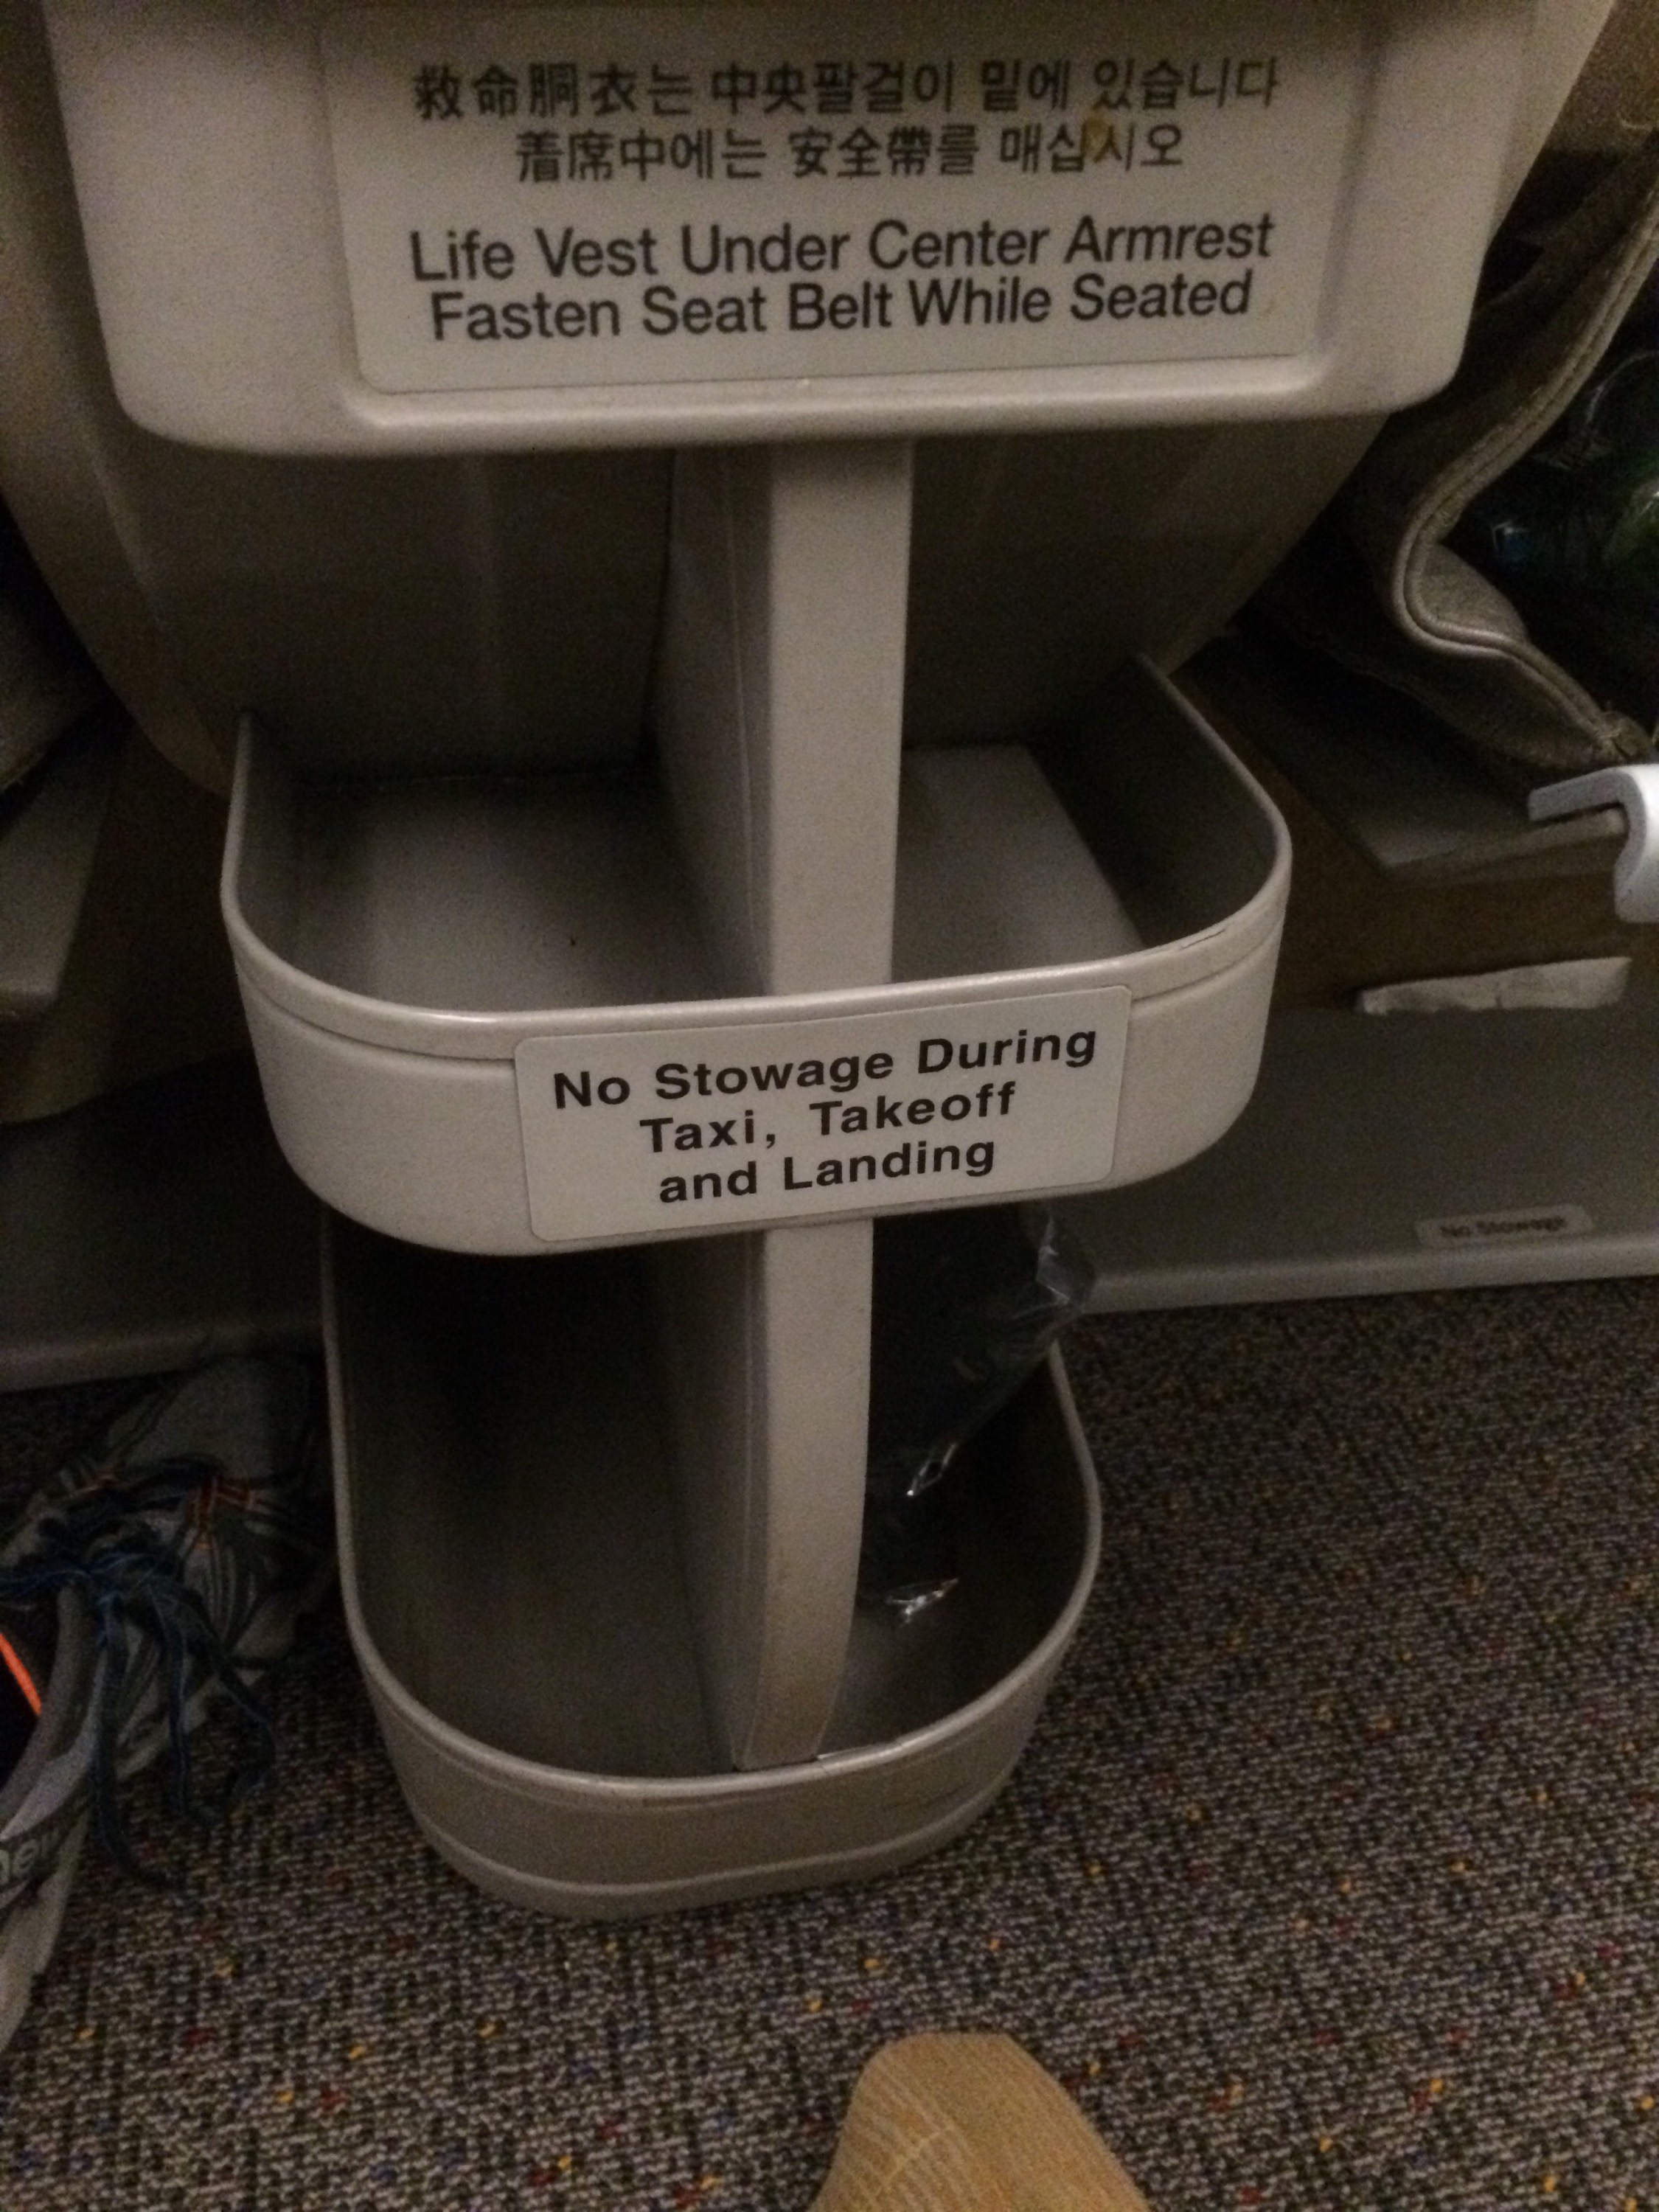 救命胴衣는 中央팔걸이 밑에 있습니다
着席中에는 安全帶를 매십시오
Life Vest Under Center Armrest
Fasten Seat Belt While Seated
No Stowage During
Taxi, Takeoff
and Landing
No Stowage